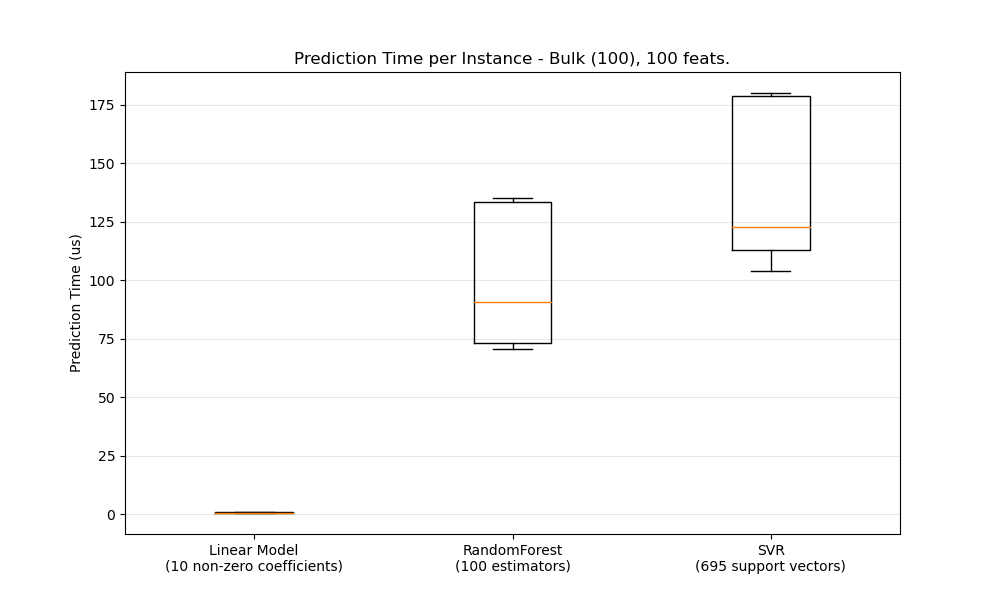 Prediction Time per Instance - Bulk (100), 100 feats.
175
150
125
100
75
50
25
0
Prediction Time (us)
Linear Model
(10 non-zero coefficients)
RandomForest
(100 estimators)
SVR
(695 support vectors)